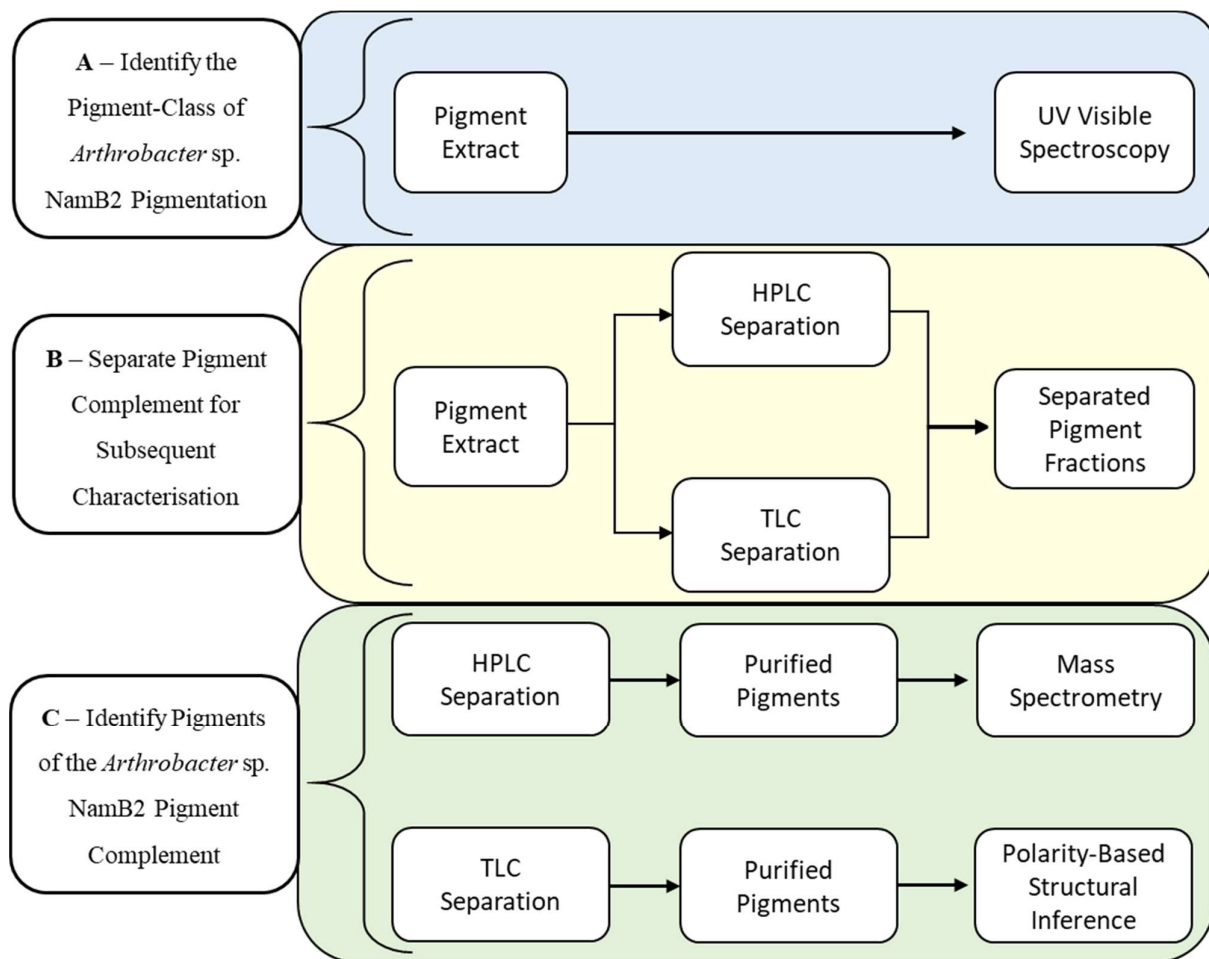 A – Identify the
Pigment-Class of
Arthrobacter sp.
NamB2 Pigmentation
Pigment
Extract
UV Visible
Spectroscopy
B – Separate Pigment
Complement for
Subsequent
Characterisation
Pigment
Extract
HPLC
Separation
TLC
Separation
Separated
Pigment
Fractions
C – Identify Pigments
of the Arthrobacter sp.
NamB2 Pigment
Complement
HPLC
Separation
Purified
Pigments
Mass
Spectrometry
TLC
Separation
Purified
Pigments
Polarity-Based
Structural
Inference